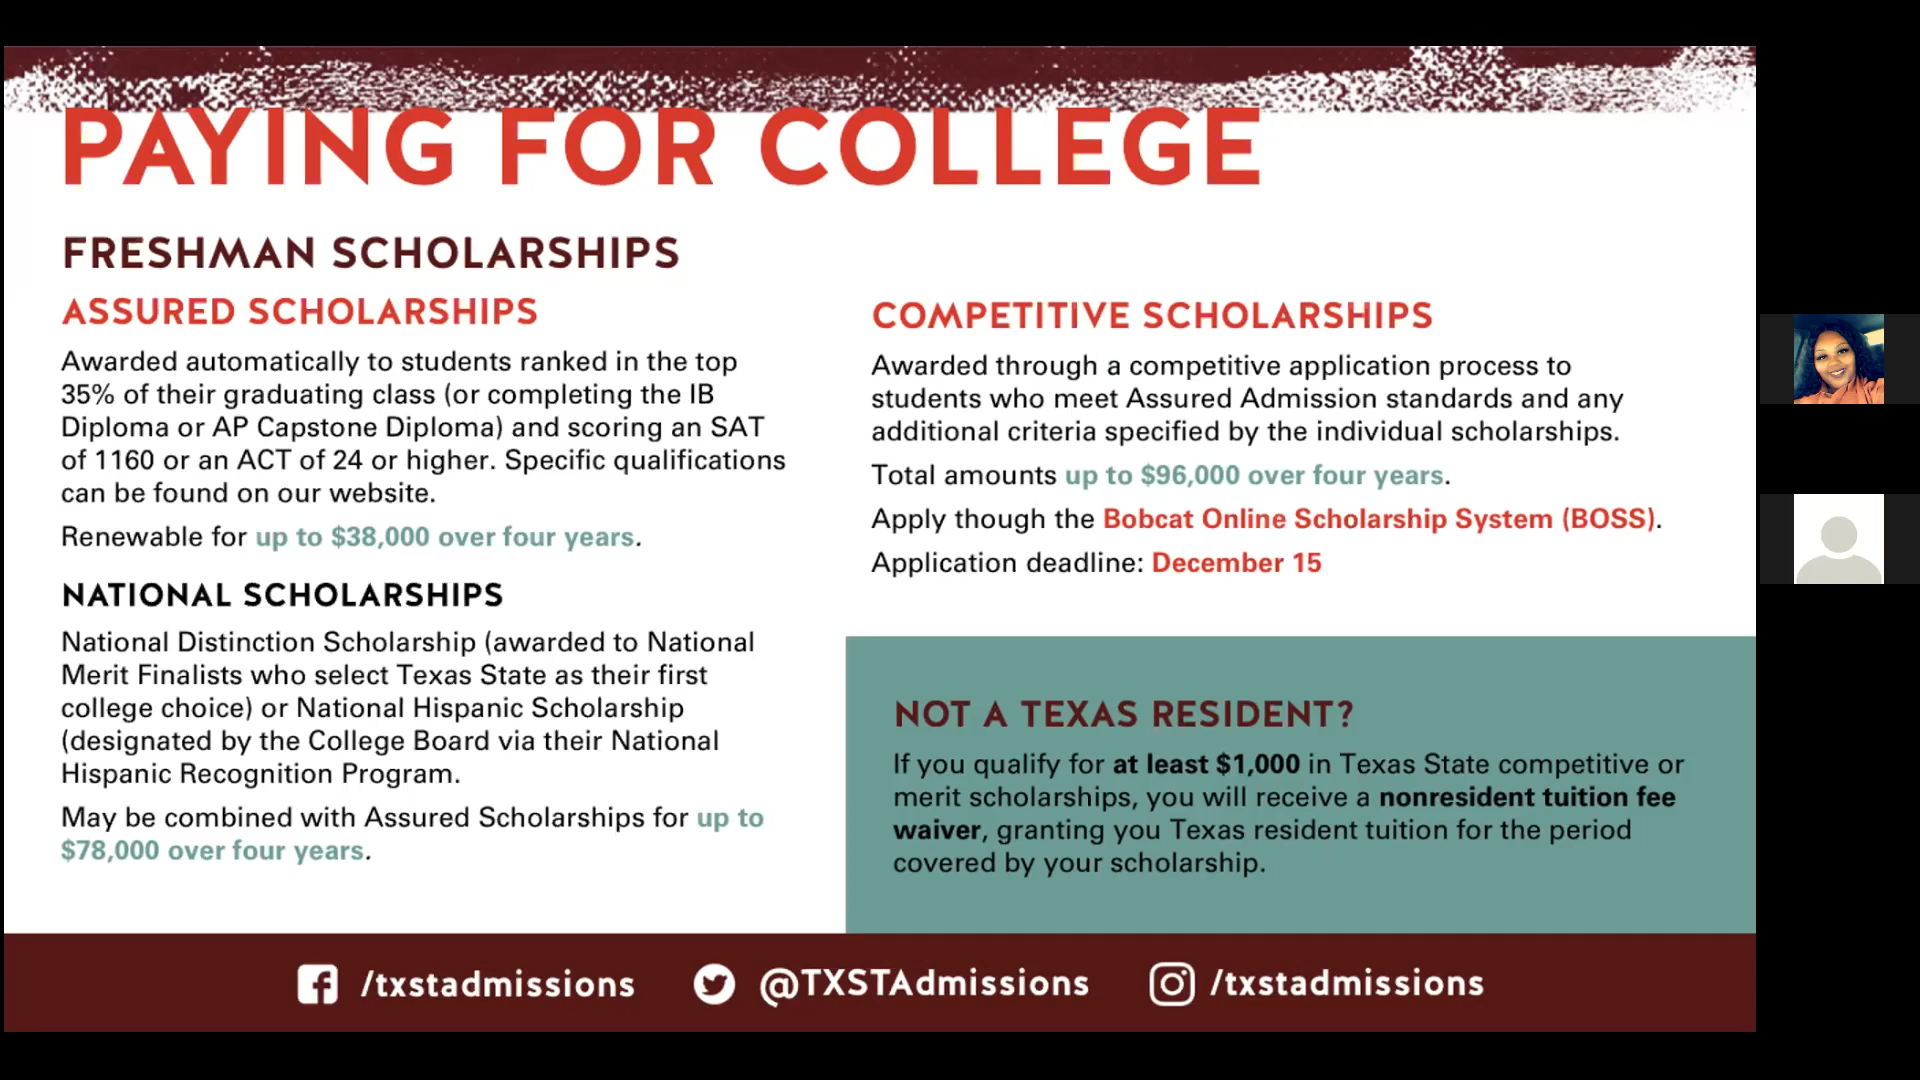 PAYING FOR COLLEGE
FRESHMAN SCHOLARSHIPS
ASSURED SCHOLARSHIPS
Awarded automatically to students ranked in the top
35% of their graduating class (or completing the IB
Diploma or AP Capstone Diploma) and scoring an SAT
of 1160 or an ACT of 24 or higher. Specific qualifications
can be found on our website.
Renewable for up to $38,000 over four years.
NATIONAL SCHOLARSHIPS
National Distinction Scholarship (awarded to National
Merit Finalists who select Texas State as their first
college choice) or National Hispanic Scholarship
(designated by the College Board via their National
Hispanic Recognition Program.
May be combined with Assured Scholarships for up to
$78,000 over four years.
COMPETITIVE SCHOLARSHIPS
Awarded through a competitive application process to
students who meet Assured Admission standards and any
additional criteria specified by the individual scholarships.
Total amounts up to $96,000 over four years.
Apply though the Bobcat Online Scholarship System (BOSS).
Application deadline: December 15
NOT A TEXAS RESIDENT?
If you qualify for at least $1,000 in Texas State competitive or
merit scholarships, you will receive a nonresident tuition fee
waiver, granting you Texas resident tuition for the period
covered by your scholarship.
/txstadmissions
@TXSTAdmissions
/txstadmissions